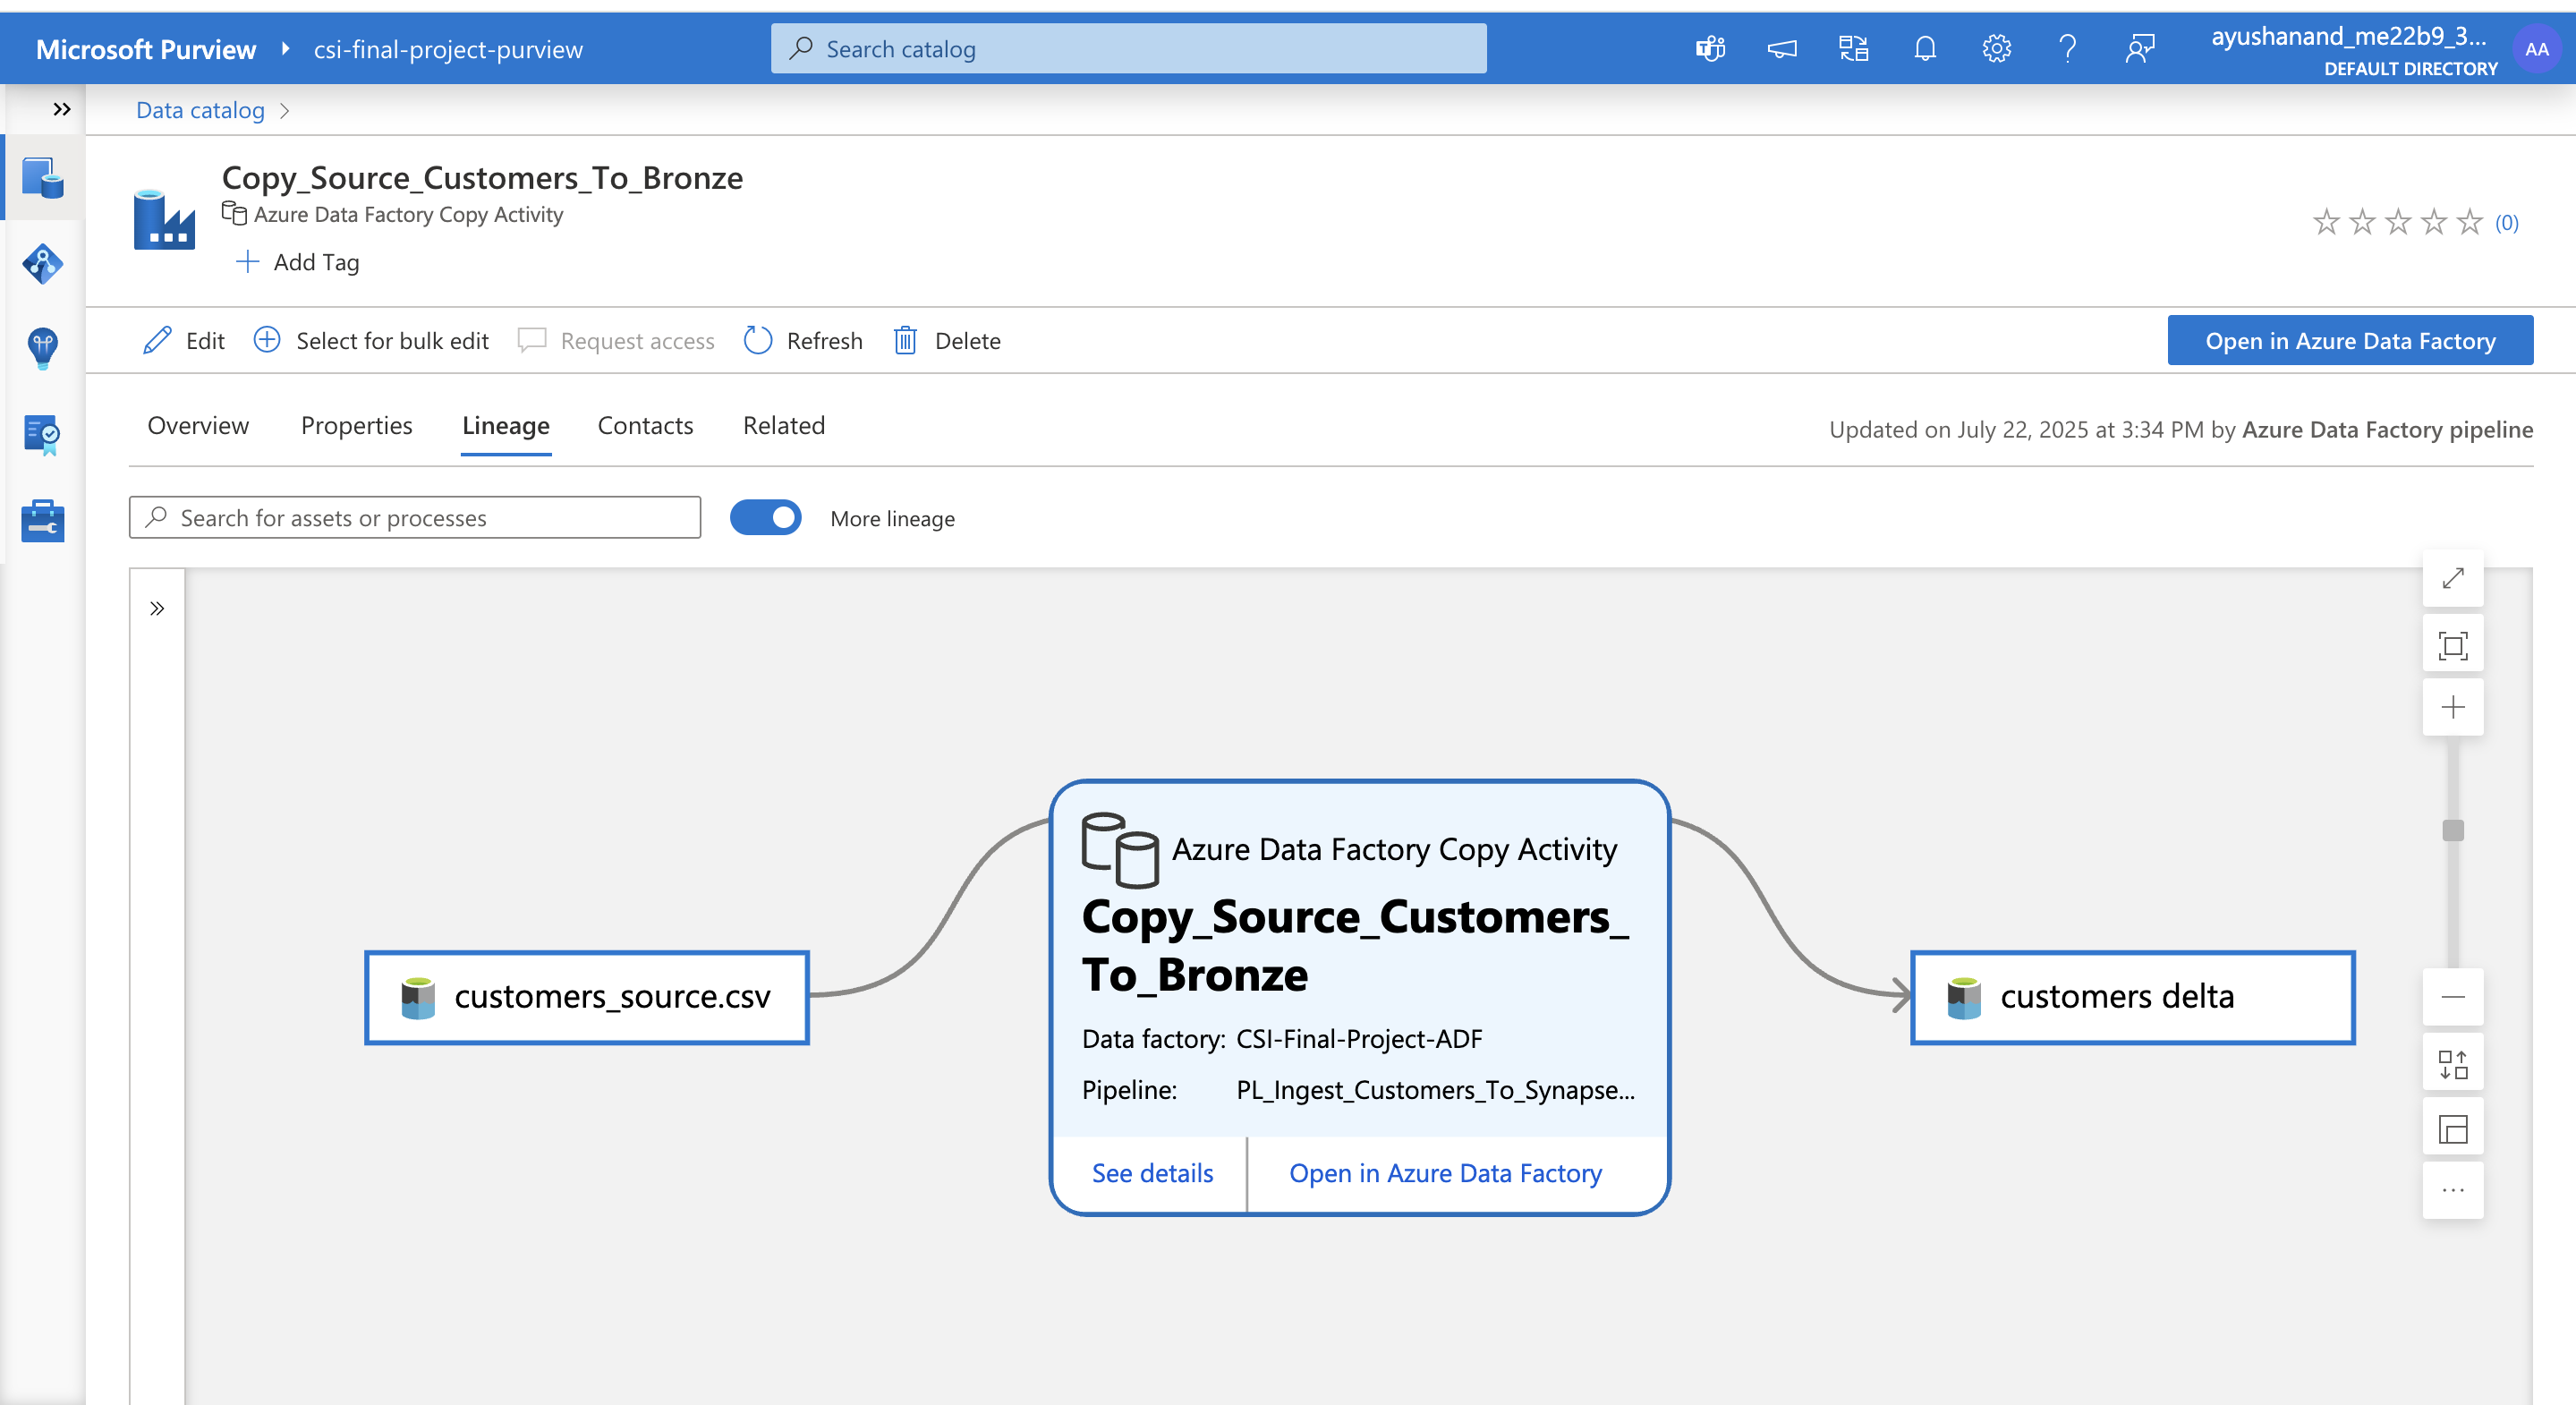 Microsoft Purview csi-final-project-purview Search catalog ayushanand_me22b9_3... AA
DEFAULT DIRECTORY
Data catalog
Copy_Source_Customers_To_Bronze
Azure Data Factory Copy Activity
(0)
Add Tag
Edit Select for bulk edit Request access Refresh Delete Open in Azure Data Factory
Overview Properties Lineage Contacts Related Updated on July 22, 2025 at 3:34 PM by Azure Data Factory pipeline
Search for assets or processes More lineage
customers_source.csv
Azure Data Factory Copy Activity
Copy_Source_Customers_
To_Bronze
Data factory: CSI-Final-Project-ADF
Pipeline: PL_Ingest_Customers_To_Synapse...
See details Open in Azure Data Factory
customers delta